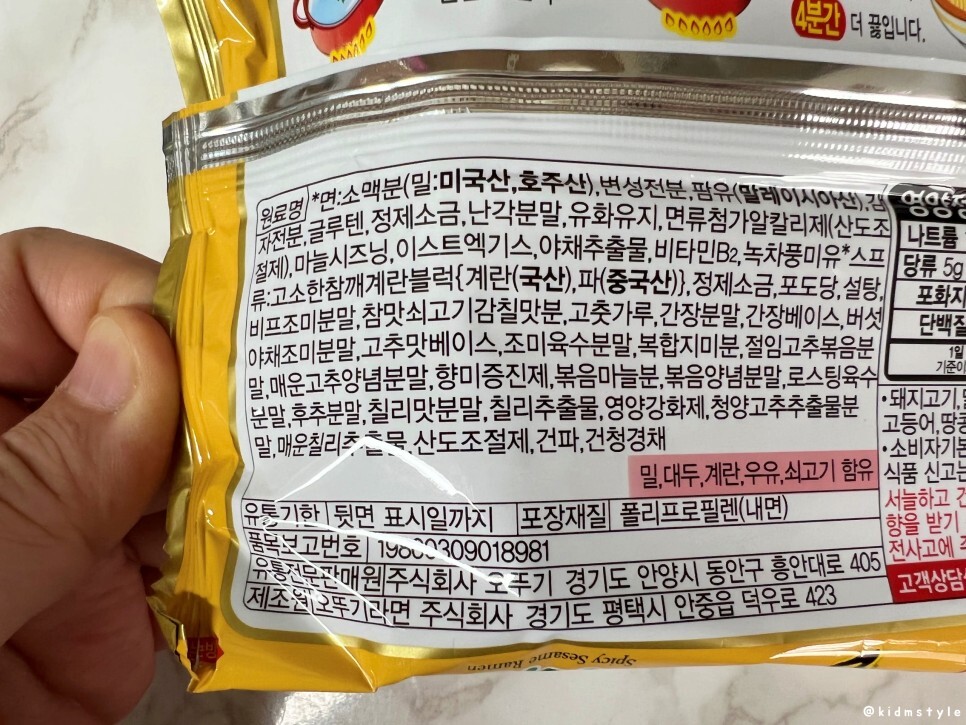 4분간 더 끓입니다.
원료명 *면:소맥분(밀:미국산,호주산),변성전분,팜유(말레이시아산),감
자전분,글루텐,정제소금,난각분말,유화유지,면류첨가알칼리제(산도조
절제),마늘시즈닝,이스트엑기스,야채추출물,비타민B₂,녹차풍미유*스프
류:고소한참깨계란블럭{계란(국산),파(중국산)},정제소금,포도당,설탕,
비프조미분말,참맛쇠고기감칠맛분,고춧가루,간장분말,간장베이스,버섯
야채조미분말,고추맛베이스,조미육수분말,복합지미분,절임고추볶음분
말,매운고추양념분말,향미증진제,볶음마늘분,볶음양념분말,로스팅육수
분말,후추분말,칠리맛분말,칠리추출물,영양강화제,청양고추추출물분
말,매운칠리추출물,산도조절제,건파,건청경채
밀,대두,계란,우유,쇠고기 함유
유통기한 뒷면 표시일까지 포장재질 폴리프로필렌(내면)
품목보고번호 19860309018981
유통전문판매원 주식회사 오뚜기 경기도 안양시 동안구 흥안대로 405
제조원 오뚜기라면 주식회사 경기도 평택시 안중읍 덕우로 423
나트륨
당류 5g
포화지
단백질
1일
기준이
•돼지고기,
고등어,땅콩
•소비자기본
식품 신고는
서늘하고 건
향을 받기
전사고에 주
고객상담
Spicy Sesame Ramen
@kidmstyle